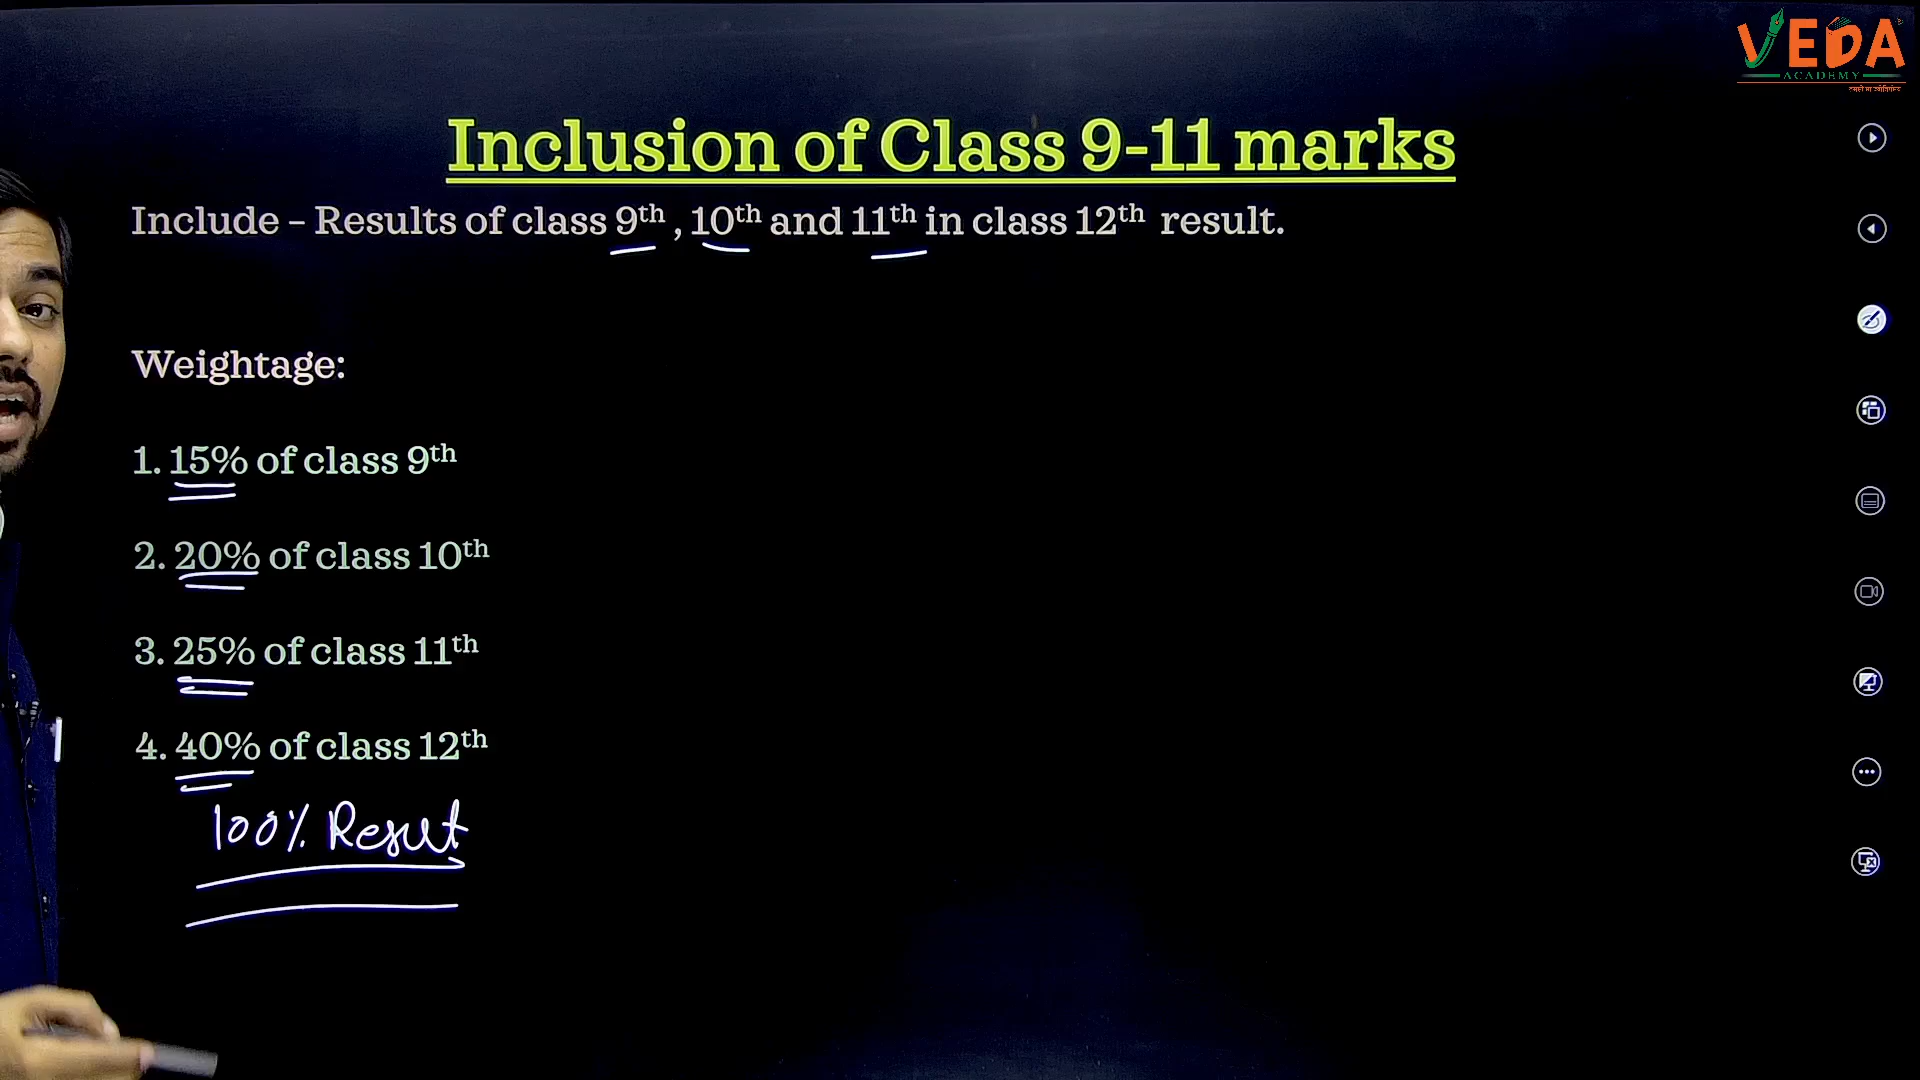 VEDA
ACADEMY
तमसो मा ज्योतिर्गमय
Inclusion of Class 9-11 marks
Include – Results of class 9th , 10th and 11th in class 12th result.
Weightage:
1. 15% of class 9th
2. 20% of class 10th
3. 25% of class 11th
4. 40% of class 12th
100% Result